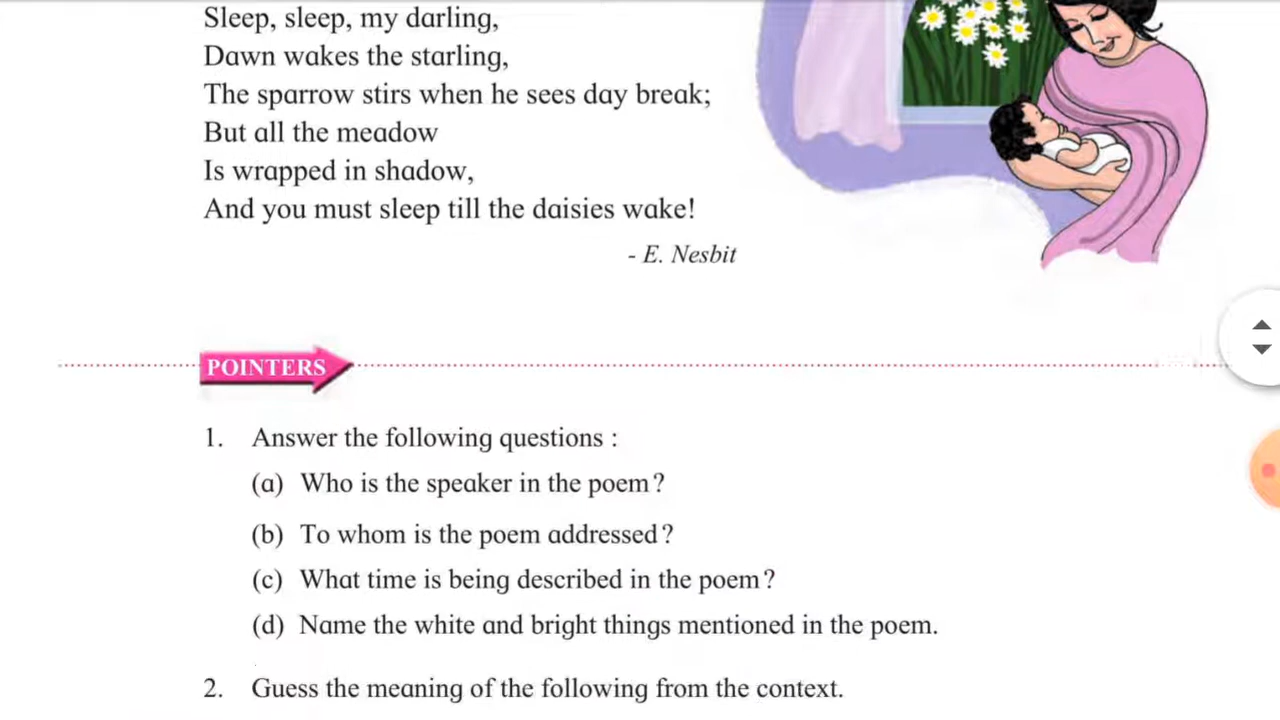 Sleep, sleep, my darling,
Dawn wakes the starling,
The sparrow stirs when he sees day break;
But all the meadow
Is wrapped in shadow,
And you must sleep till the daisies wake!
- E. Nesbit
POINTERS
1. Answer the following questions :
(a) Who is the speaker in the poem?
(b) To whom is the poem addressed?
(c) What time is being described in the poem?
(d) Name the white and bright things mentioned in the poem.
2. Guess the meaning of the following from the context.